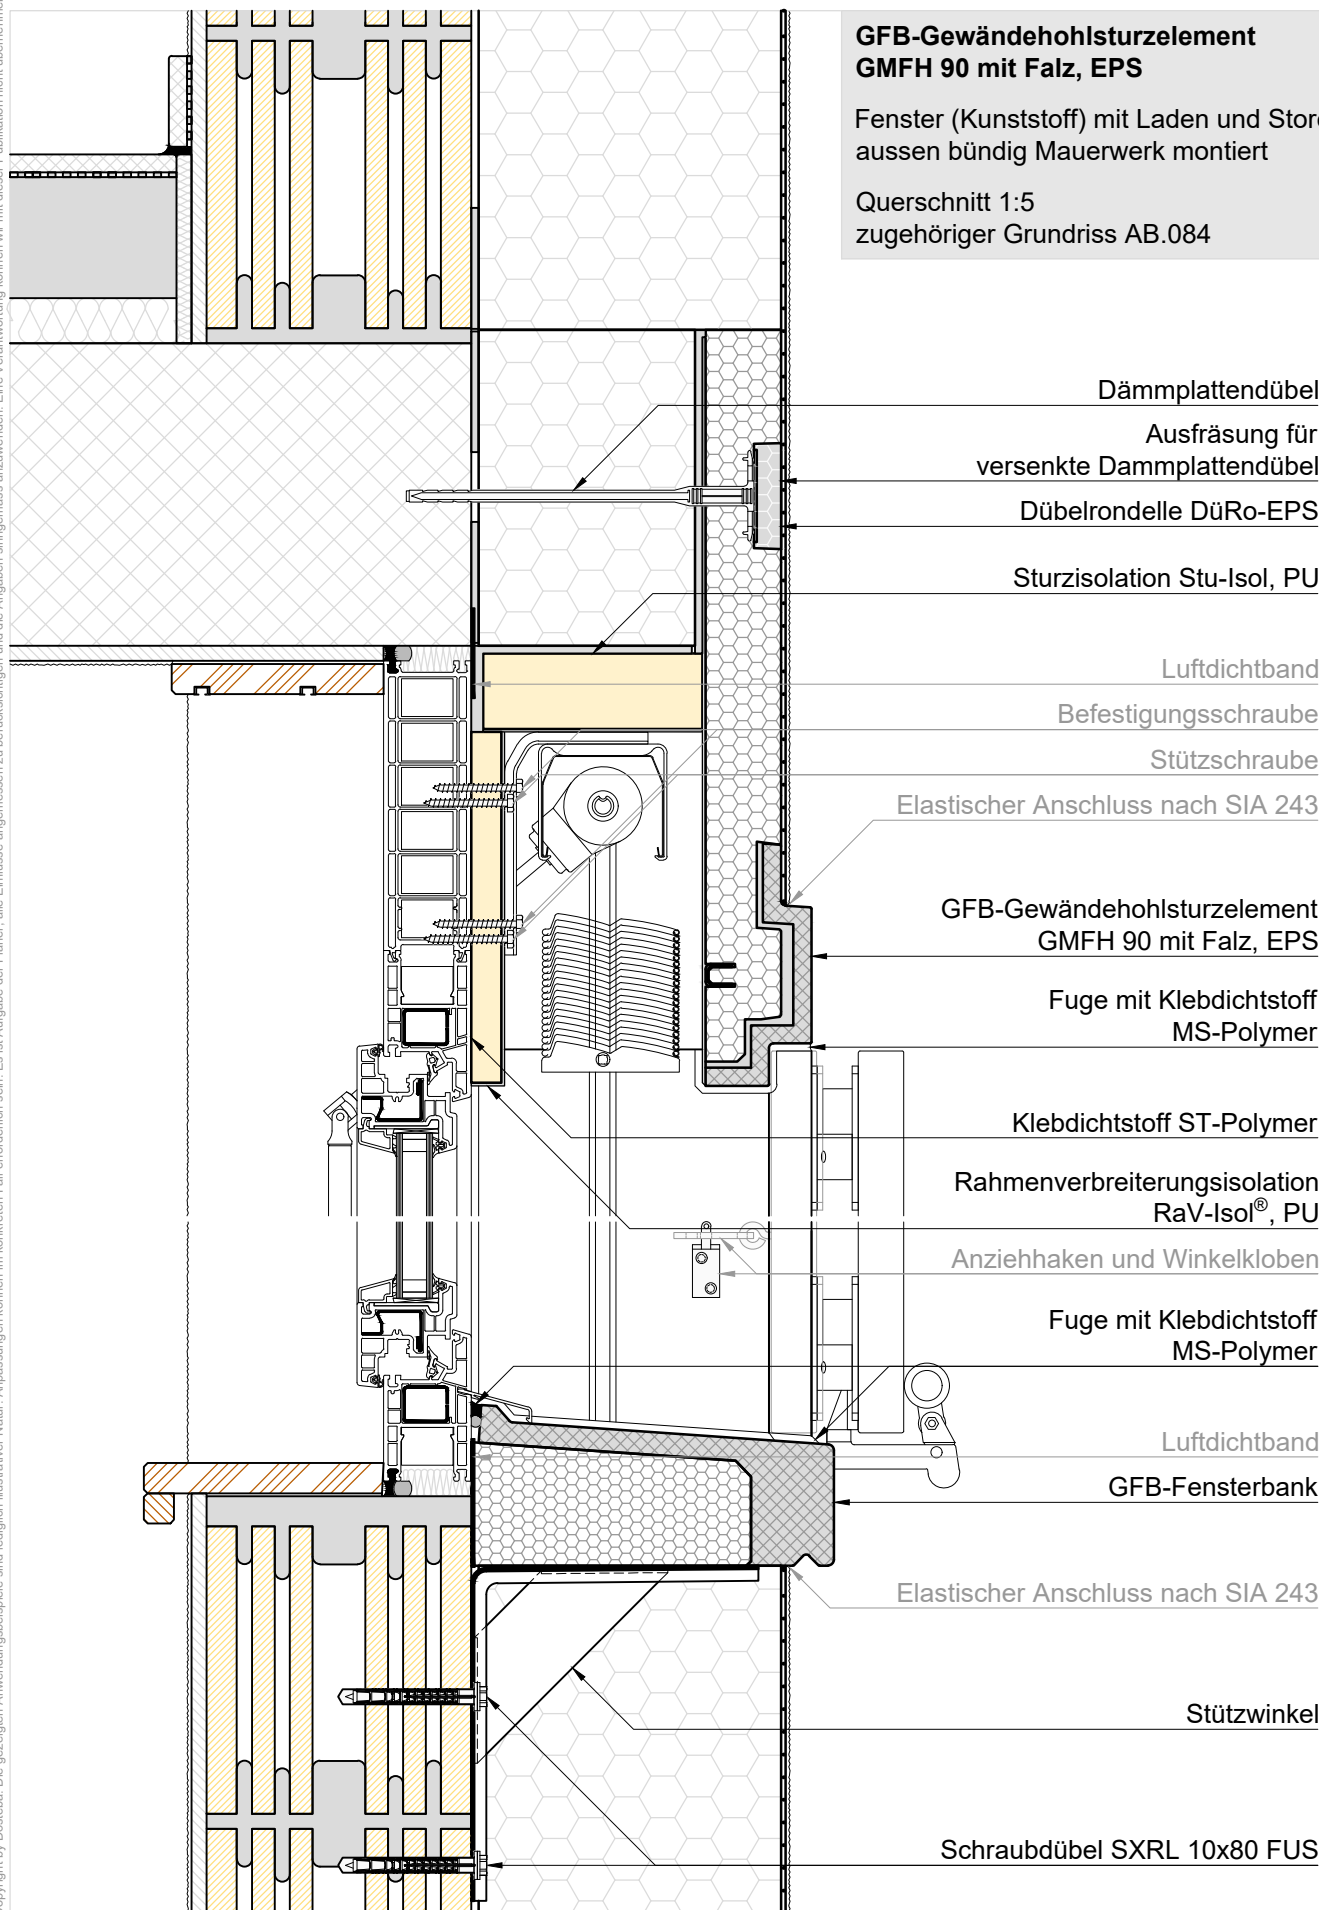 GFB-Gewändehohlsturzelement
GMFH 90 mit Falz, EPS
Fenster (Kunststoff) mit Laden und
aussen bündig Mauerwerk montiert
Querschnitt 1:5
zugehöriger Grundriss AB.084
Dämmplattendübel
Ausfräsung für
versenkte Dammplattendübel
Dübelrondelle DüRo-EPS
Sturzisolation Stu-Isol, PU
Luftdichtband
Befestigungsschraube
Stützschraube
Elastischer Anschluss nach SIA 243
GFB-Gewändehohlsturzelement
GMFH 90 mit Falz, EPS
Fuge mit Klebdichtstoff
MS-Polymer
Klebdichtstoff ST-Polymer
Rahmenverbreiterungsisolation
RaV-Isol®, PU
Anziehhaken und Winkelkloben
Fuge mit Klebdichtstoff
MS-Polymer
Luftdichtband
GFB-Fensterbank
Elastischer Anschluss nach SIA 243
Stützwinkel
Schraubdübel SXRL 10x80 FUS